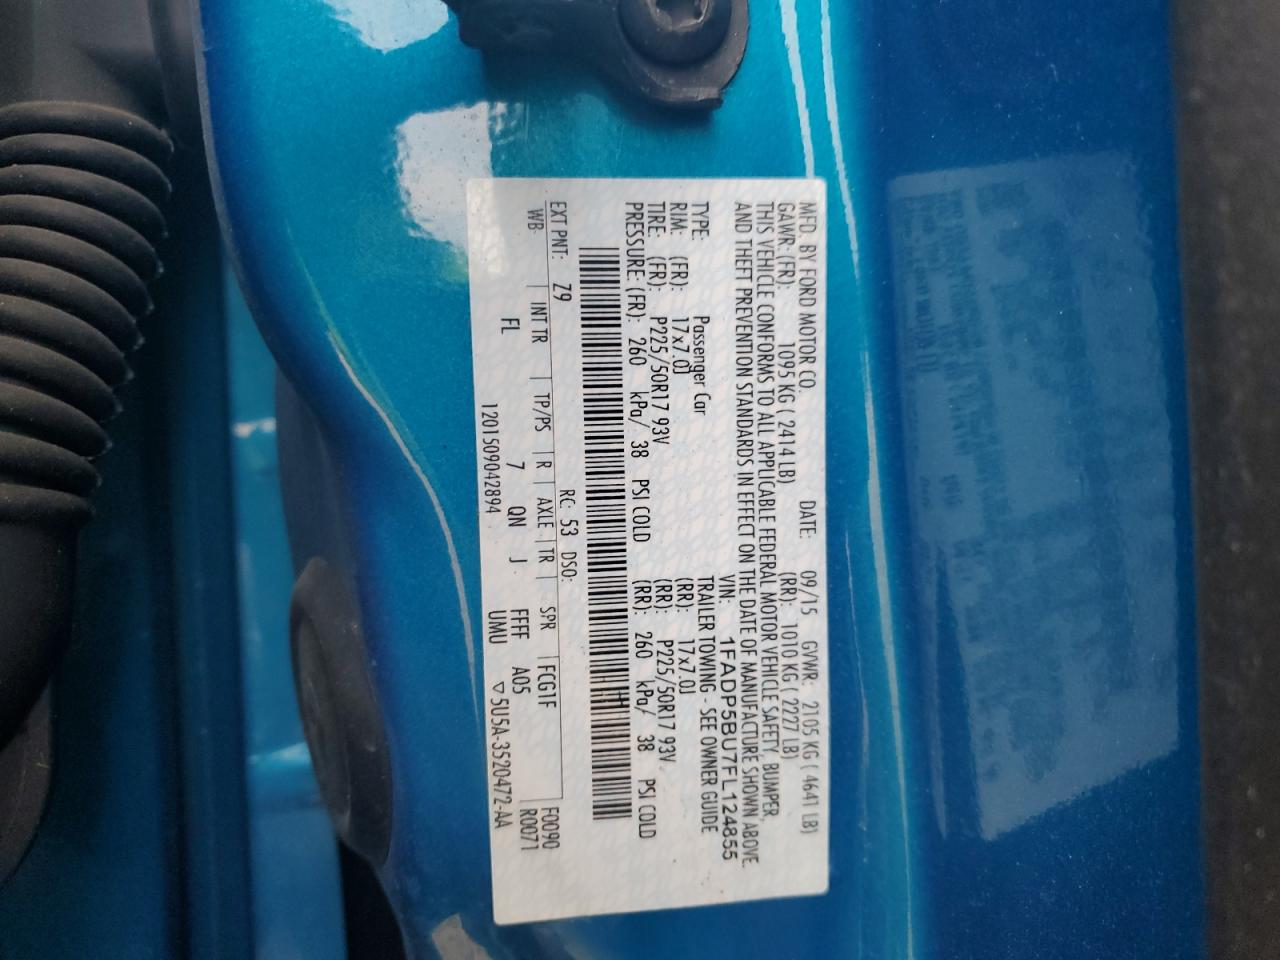 MFD. BY FORD MOTOR CO. DATE: 09/15 GVWR: 2105 KG ( 4641 LB)
GAWR: (FR): 1095 KG ( 2414 LB) (RR): 1010 KG ( 2227 LB)
THIS VEHICLE CONFORMS TO ALL APPLICABLE FEDERAL MOTOR VEHICLE SAFETY, BUMPER,
AND THEFT PREVENTION STANDARDS IN EFFECT ON THE DATE OF MANUFACTURE SHOWN ABOVE.
VIN: 1FADP5BU7FL124855
TYPE: Passenger Car TRAILER TOWING - SEE OWNER GUIDE
RIM: (FR): 17x7.0J (RR): 17x7.0J
TIRE: (FR): P225/50R17 93V (RR): P225/50R17 93V
PRESSURE: (FR): 260 kPa/ 38 PSI COLD (RR): 260 kPa/ 38 PSI COLD
EXT PNT: Z9 RC: 53 DSO: F0090
WB INT TR TP/PS R AXLE TR SPR FCG1F R0071
FL 7 QN J FFFF A05
1201509042894 UMU ▽ 5U5A-3520472-AA